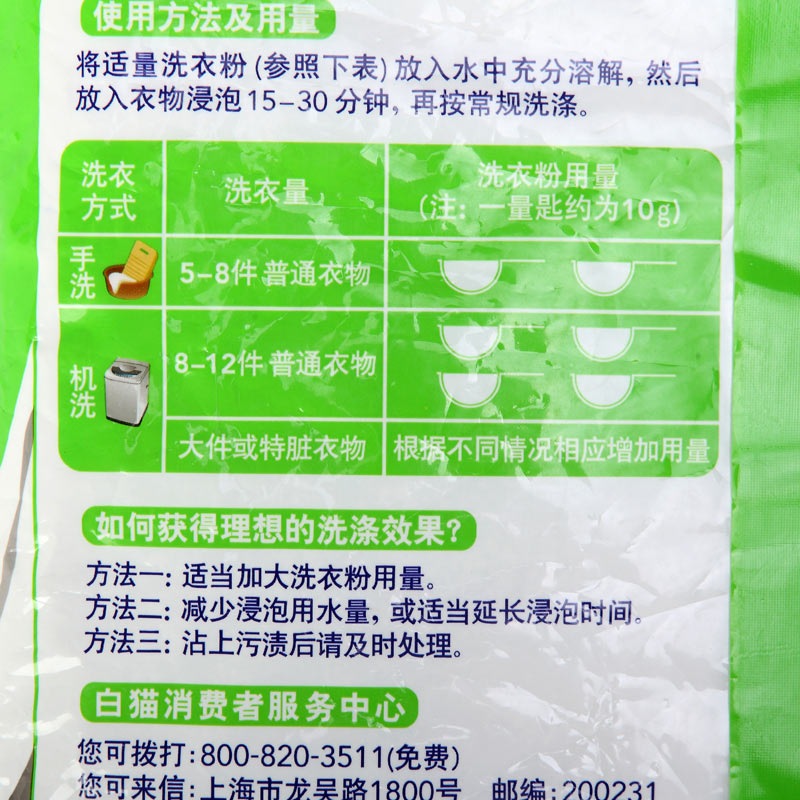 使用方法及用量
将适量洗衣粉(参照下表)放入水中充分溶解，然后
放入衣物浸泡15-30分钟，再按常规洗涤。
洗衣方式
洗衣量
洗衣粉用量
(注: 一量匙约为10g)
手洗
5-8件 普通衣物
机洗
8-12件 普通衣物
大件或特脏衣物
根据不同情况相应增加用量
如何获得理想的洗涤效果?
方法一: 适当加大洗衣粉用量。
方法二: 减少浸泡用水量，或适当延长浸泡时间。
方法三: 沾上污渍后请及时处理。
白猫消费者服务中心
您可拨打:800-820-3511(免费)
您可来信:上海市龙吴路1800号 邮编:200231